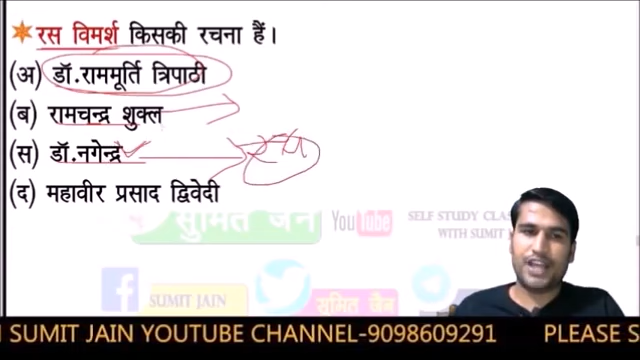 रस विमर्श किसकी रचना हैं।
(अ) डॉ.राममूर्ति त्रिपाठी
(ब) रामचन्द्र शुक्ल
(स) डॉ.नगेन्द्र
(द) महावीर प्रसाद द्विवेदी
सुमित जैन
YouTube
SELF STUDY CLAS
WITH SUMIT
SUMIT JAIN
सुमित जैन
SUMIT JAIN YOUTUBE CHANNEL-9098609291 PLEASE S